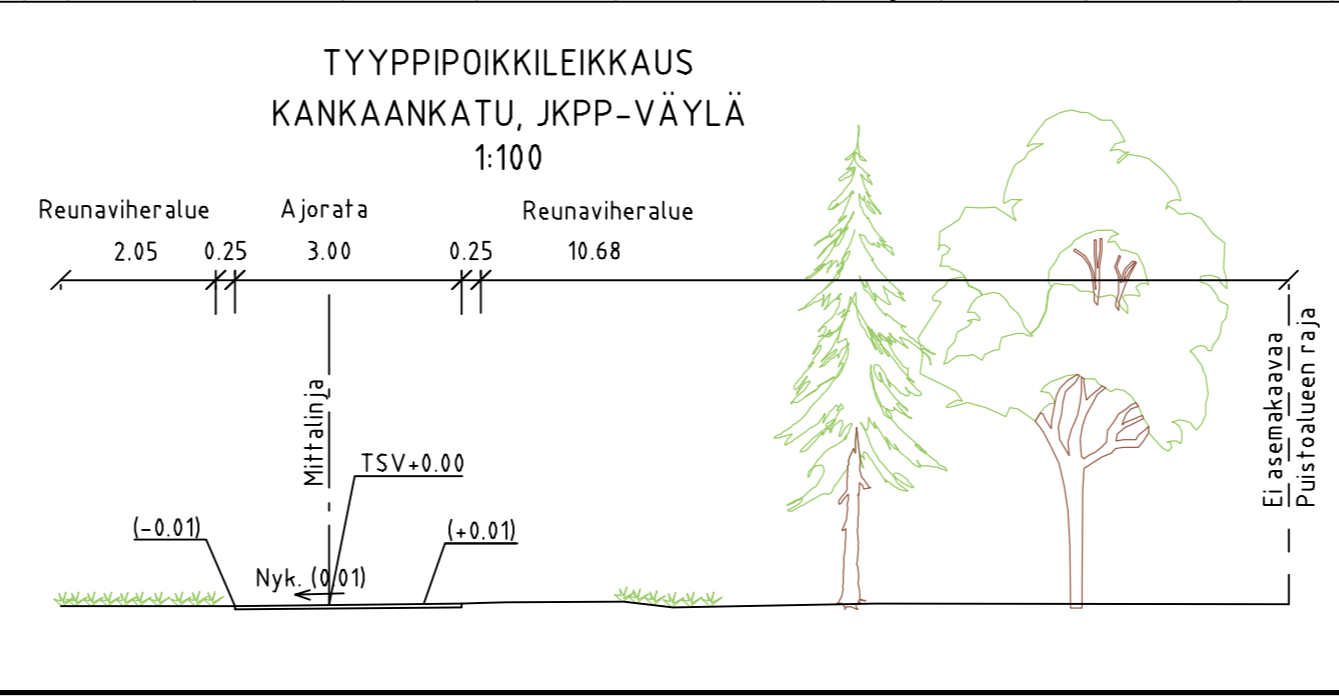 TYYPPIPOIKKILEIKKAUS
KANKAANKATU, JKPP-VÄYLÄ
1:100
Reunaviheralue Ajorata Reunaviheralue
2.05 0.25 3.00 0.25 10.68
Mittalinja
TSV+0.00
(-0.01) (+0.01)
Nyk. (0.01)
Ei asemakaavaa
Puistoalueen raja